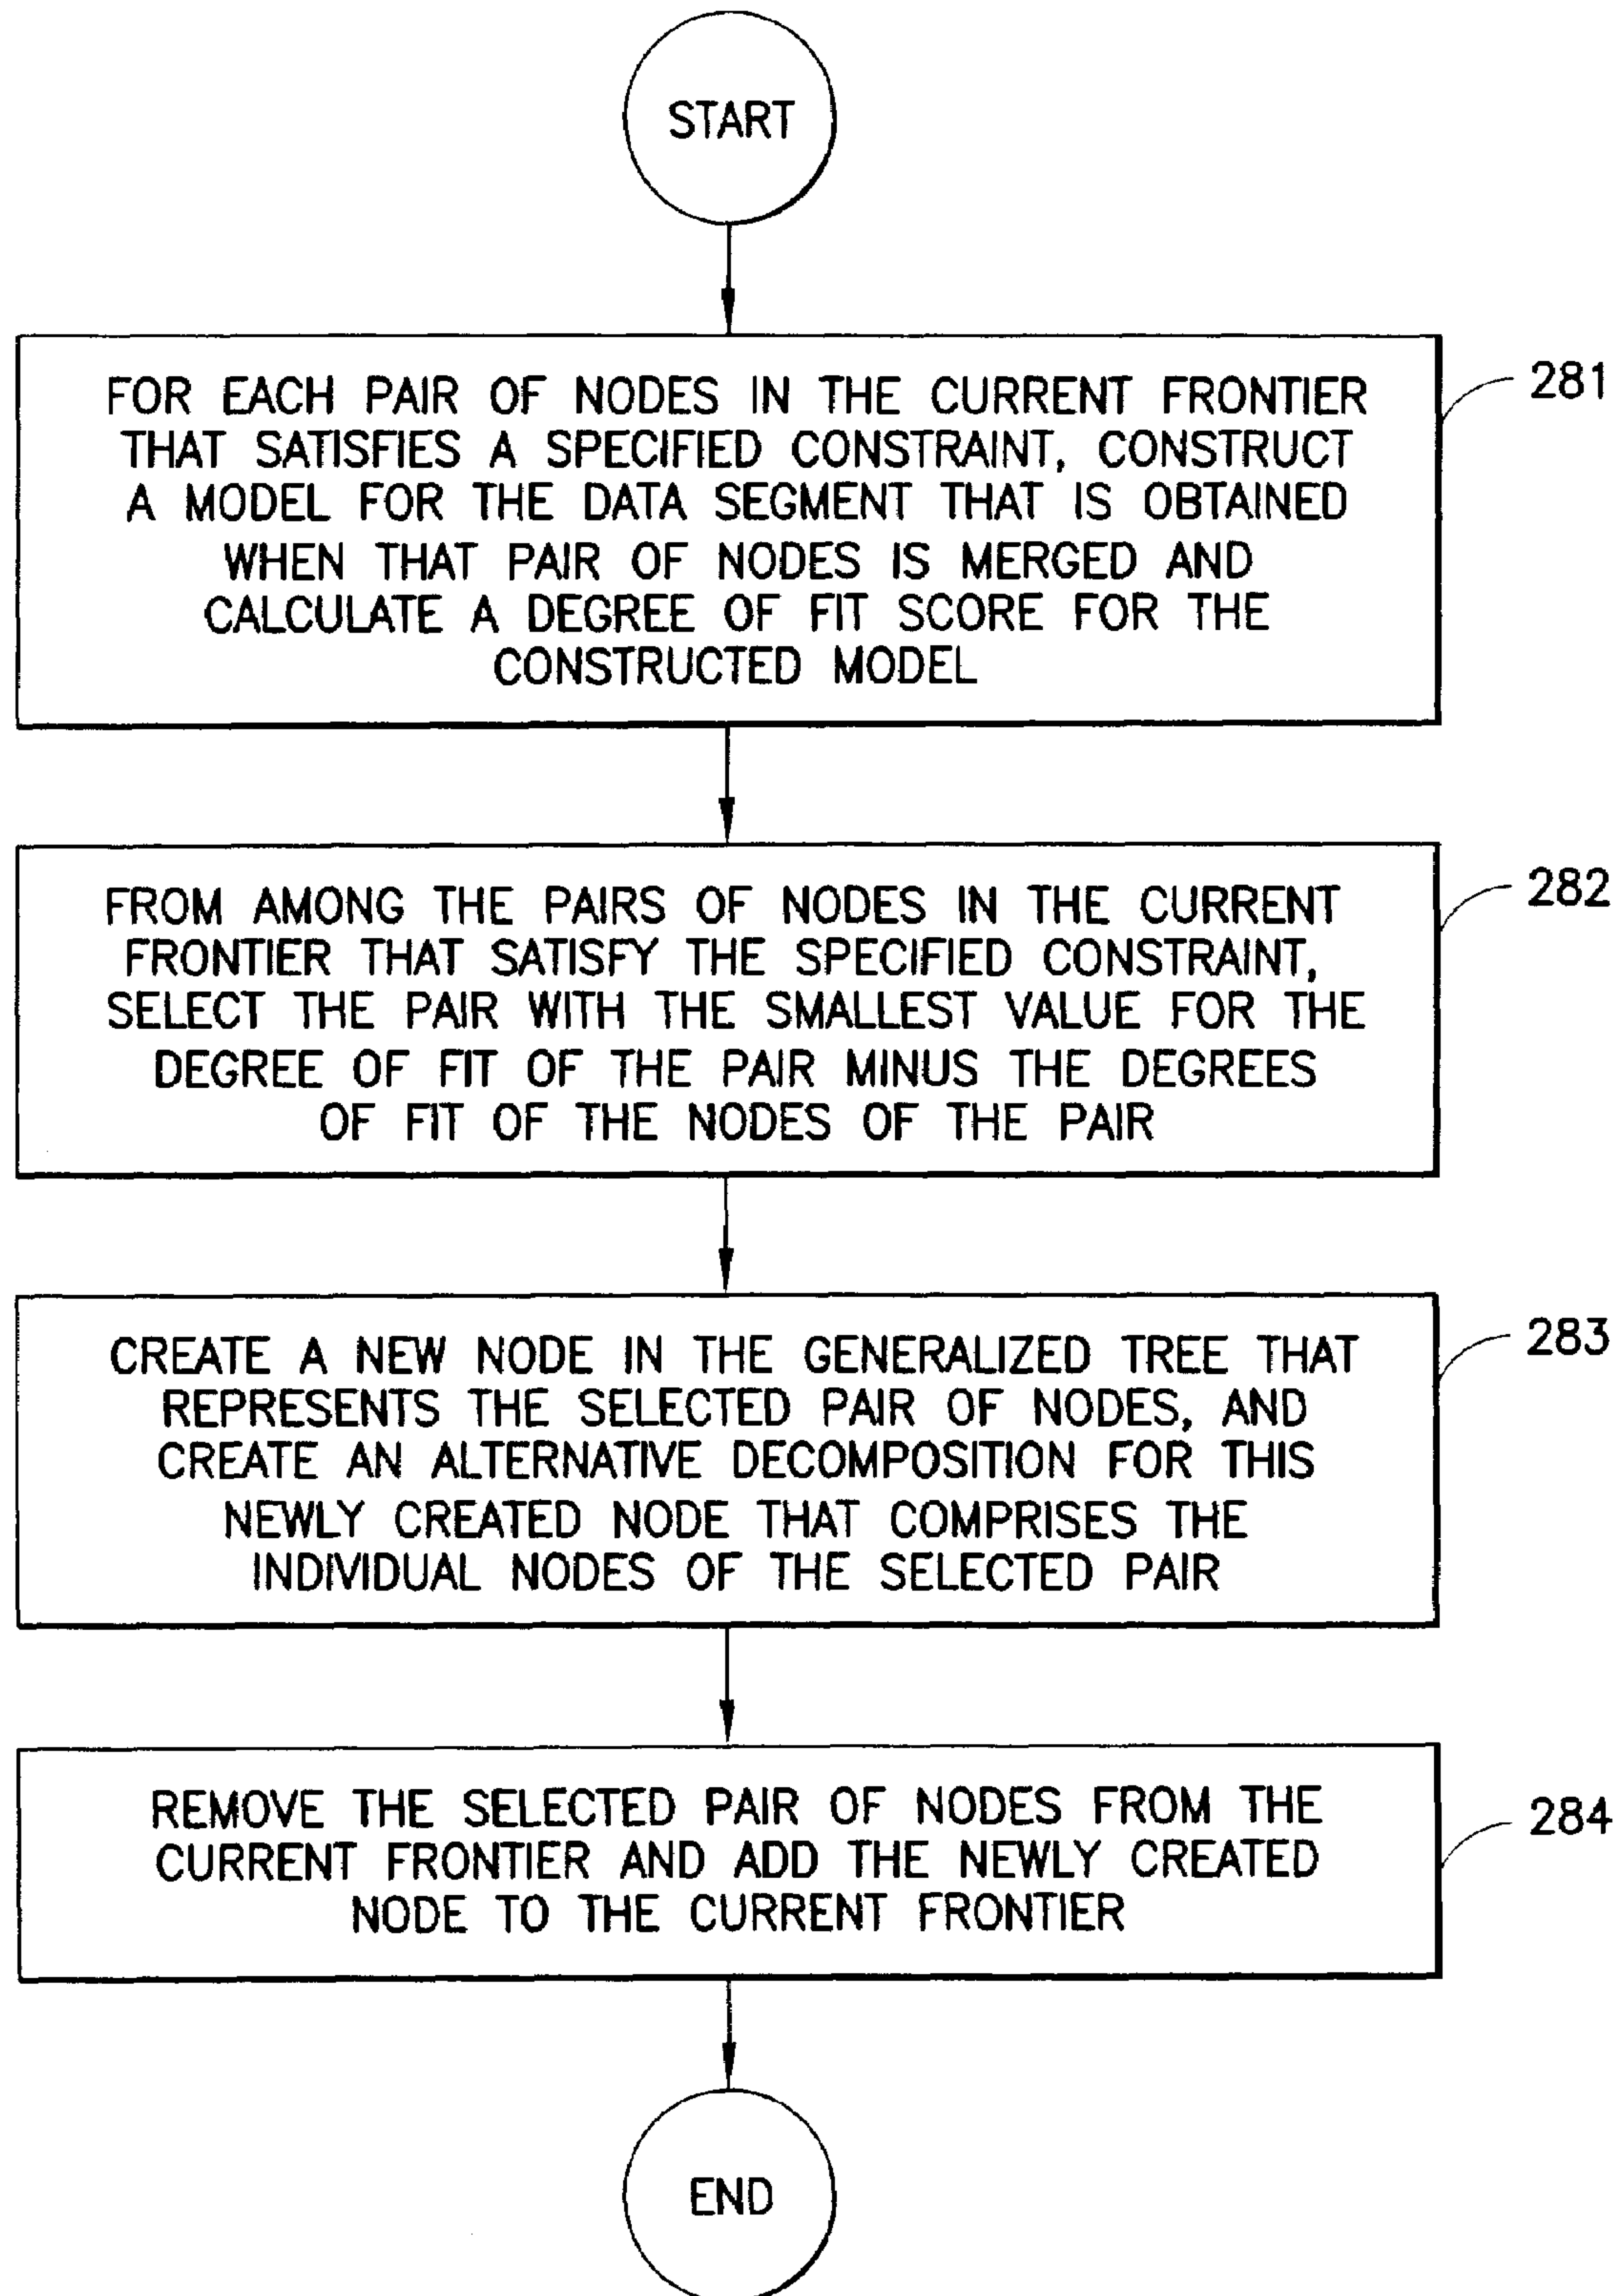 START
FOR EACH PAIR OF NODES IN THE CURRENT FRONTIER
THAT SATISFIES A SPECIFIED CONSTRAINT, CONSTRUCT
A MODEL FOR THE DATA SEGMENT THAT IS OBTAINED
WHEN THAT PAIR OF NODES IS MERGED AND
CALCULATE A DEGREE OF FIT SCORE FOR THE
CONSTRUCTED MODEL
281
FROM AMONG THE PAIRS OF NODES IN THE CURRENT
FRONTIER THAT SATISFY THE SPECIFIED CONSTRAINT,
SELECT THE PAIR WITH THE SMALLEST VALUE FOR THE
DEGREE OF FIT OF THE PAIR MINUS THE DEGREES
OF FIT OF THE NODES OF THE PAIR
282
CREATE A NEW NODE IN THE GENERALIZED TREE THAT
REPRESENTS THE SELECTED PAIR OF NODES, AND
CREATE AN ALTERNATIVE DECOMPOSITION FOR THIS
NEWLY CREATED NODE THAT COMPRISES THE
INDIVIDUAL NODES OF THE SELECTED PAIR
283
REMOVE THE SELECTED PAIR OF NODES FROM THE
CURRENT FRONTIER AND ADD THE NEWLY CREATED
NODE TO THE CURRENT FRONTIER
284
END